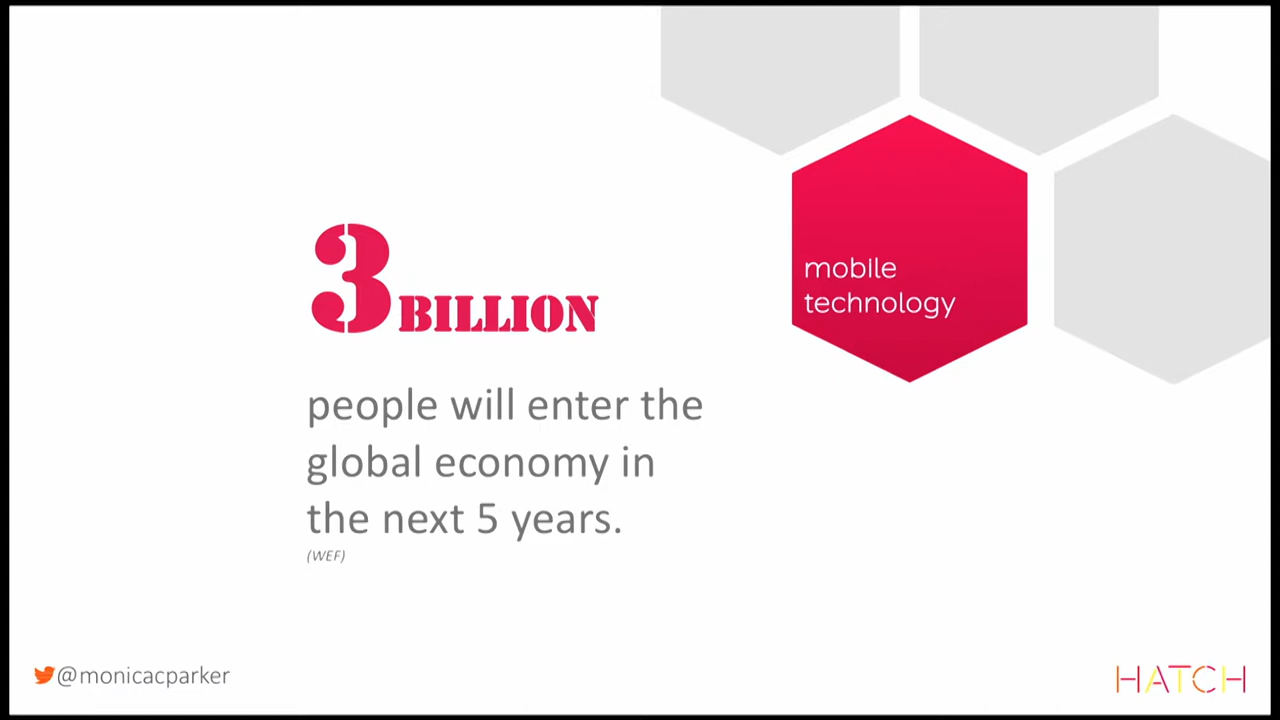 mobile
technology
3 BILLION
people will enter the
global economy in
the next 5 years.
(WEF)
@monicacparker
HATCH